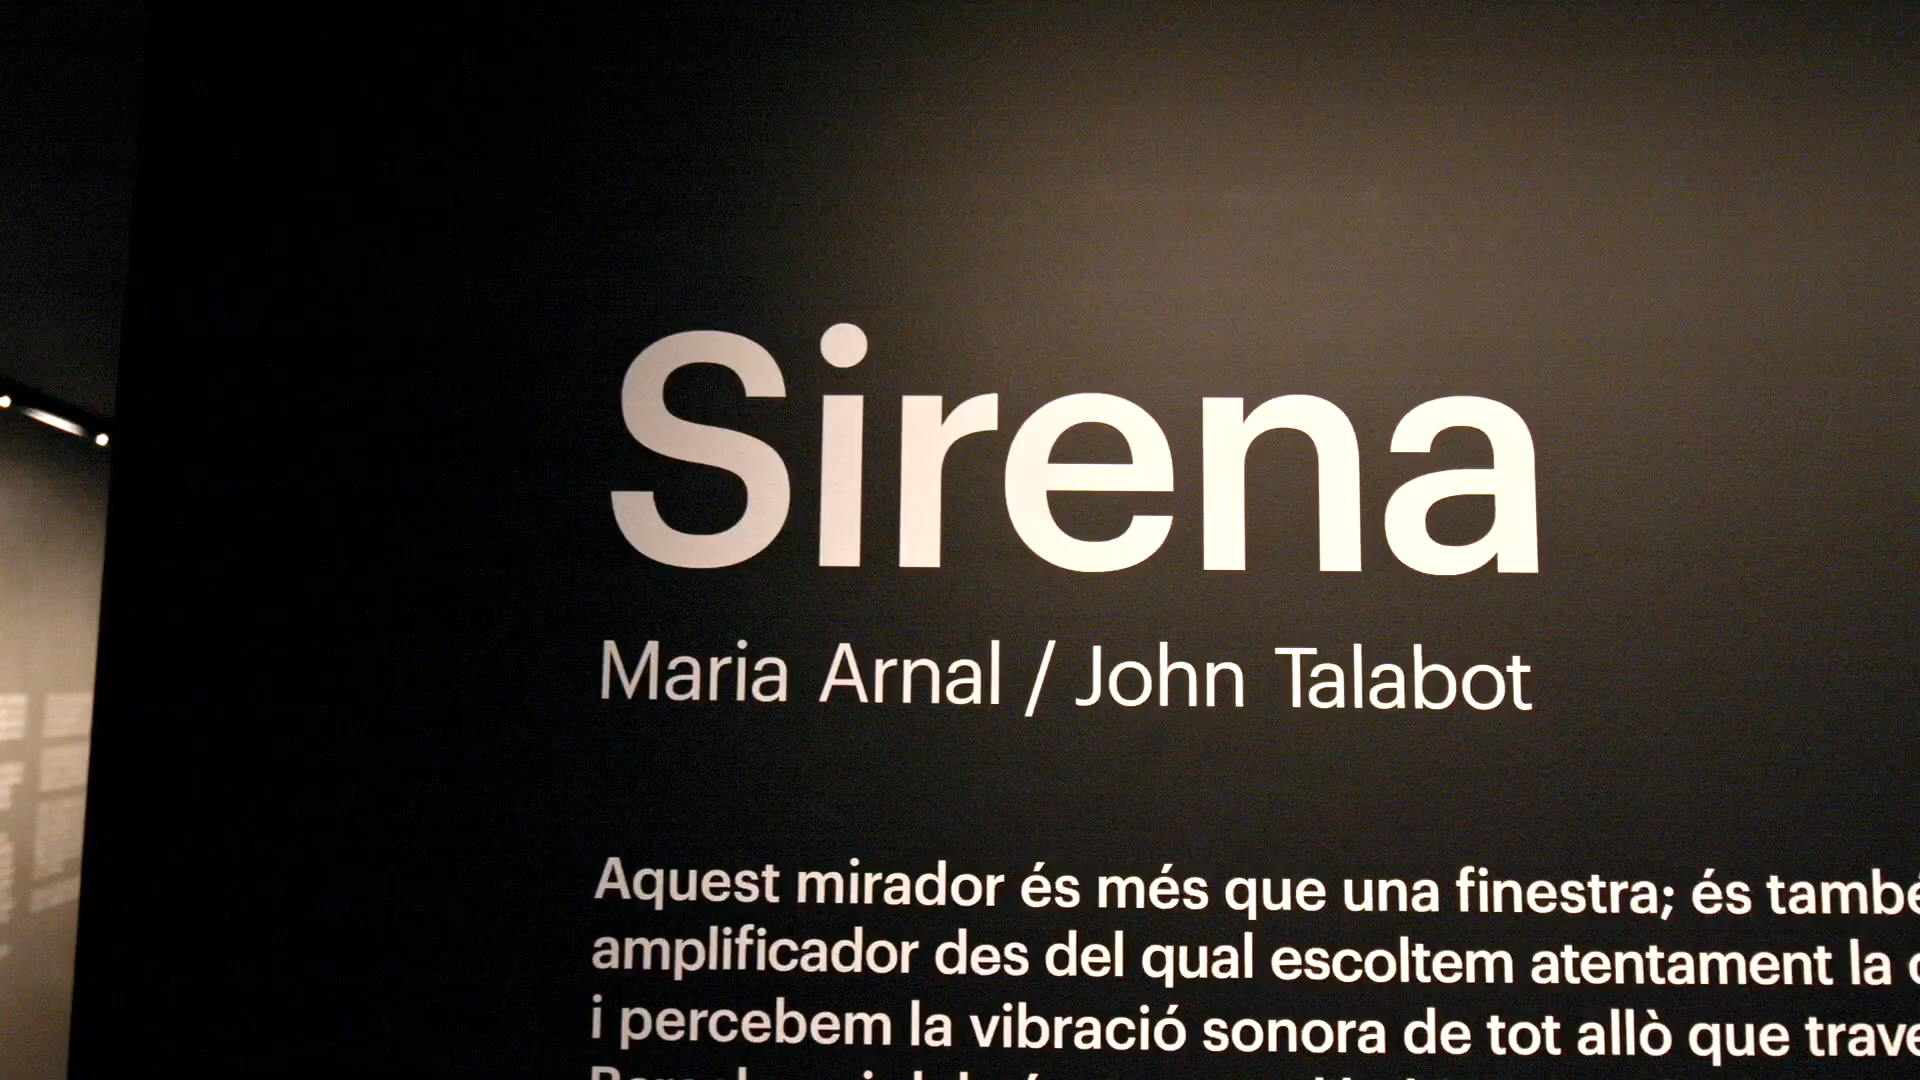 Sirena
Maria Arnal / John Talabot
Aquest mirador és més que una finestra; és també
amplificador des del qual escoltem atentament la
i percebem la vibració sonora de tot allò que